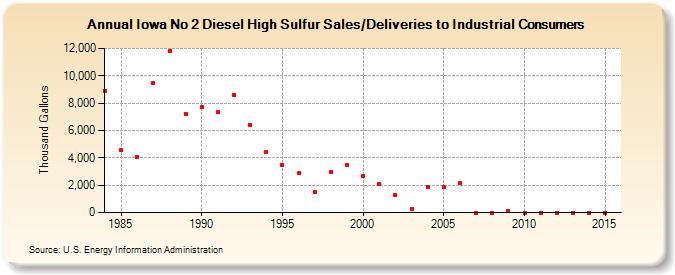 Annual Iowa No 2 Diesel High Sulfur Sales/Deliveries to Industrial Consumers
Thousand Gallons
12,000
10,000
8,000
6,000
4,000
2,000
0
1985 1990 1995 2000 2005 2010 2015
Source: U.S. Energy Information Administration